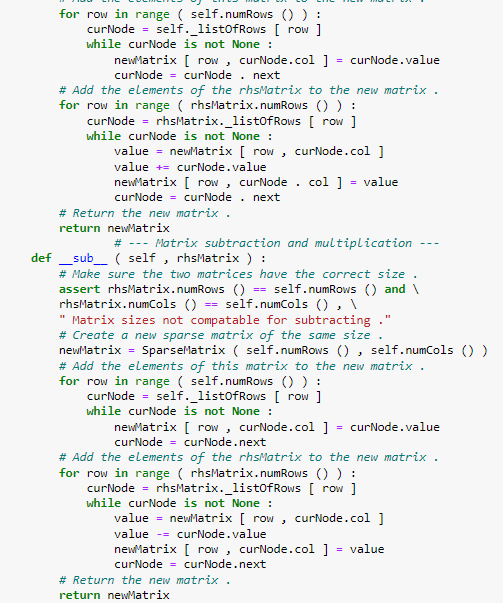 # Add the elements of this matrix to the new matrix .
for row in range ( self.numRows () ) :
curNode = self._listOfRows [ row ]
while curNode is not None :
newMatrix [ row , curNode.col ] = curNode.value
curNode = curNode . next
# Add the elements of the rhsMatrix to the new matrix .
for row in range ( rhsMatrix.numRows () ) :
curNode = rhsMatrix._listOfRows [ row ]
while curNode is not None :
value = newMatrix [ row , curNode.col ]
value += curNode.value
newMatrix [ row , curNode . col ] = value
curNode = curNode . next
# Return the new matrix .
return newMatrix
# --- Matrix subtraction and multiplication ---
def __sub__ ( self , rhsMatrix ) :
# Make sure the two matrices have the correct size .
assert rhsMatrix.numRows () == self.numRows () and \
rhsMatrix.numCols () == self.numCols () , \
" Matrix sizes not compatable for subtracting ."
# Create a new sparse matrix of the same size .
newMatrix = SparseMatrix ( self.numRows () , self.numCols () )
# Add the elements of this matrix to the new matrix .
for row in range ( self.numRows () ) :
curNode = self._listOfRows [ row ]
while curNode is not None :
newMatrix [ row , curNode.col ] = curNode.value
curNode = curNode.next
# Add the elements of the rhsMatrix to the new matrix .
for row in range ( rhsMatrix.numRows () ) :
curNode = rhsMatrix._listOfRows [ row ]
while curNode is not None :
value = newMatrix [ row , curNode.col ]
value -= curNode.value
newMatrix [ row , curNode.col ] = value
curNode = curNode.next
# Return the new matrix .
return newMatrix